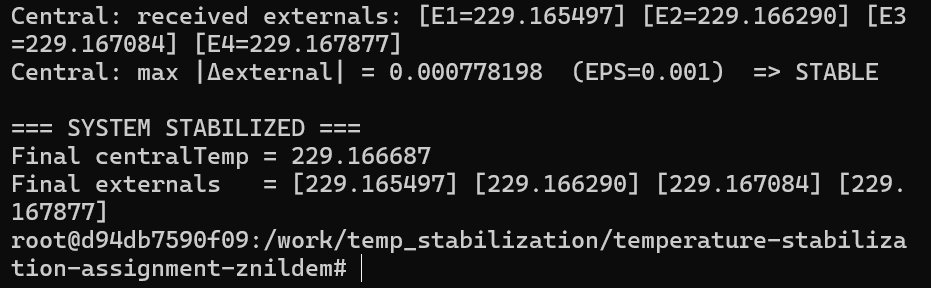 Central: received externals: [E1=229.165497] [E2=229.166290] [E3
=229.167084] [E4=229.167877]
Central: max |Δexternal| = 0.000778198  (EPS=0.001)  => STABLE

=== SYSTEM STABILIZED ===
Final centralTemp = 229.166687
Final externals   = [229.165497] [229.166290] [229.167084] [229.
167877]
root@d94db7590f09:/work/temp_stabilization/temperature-stabiliza
tion-assignment-znildem#